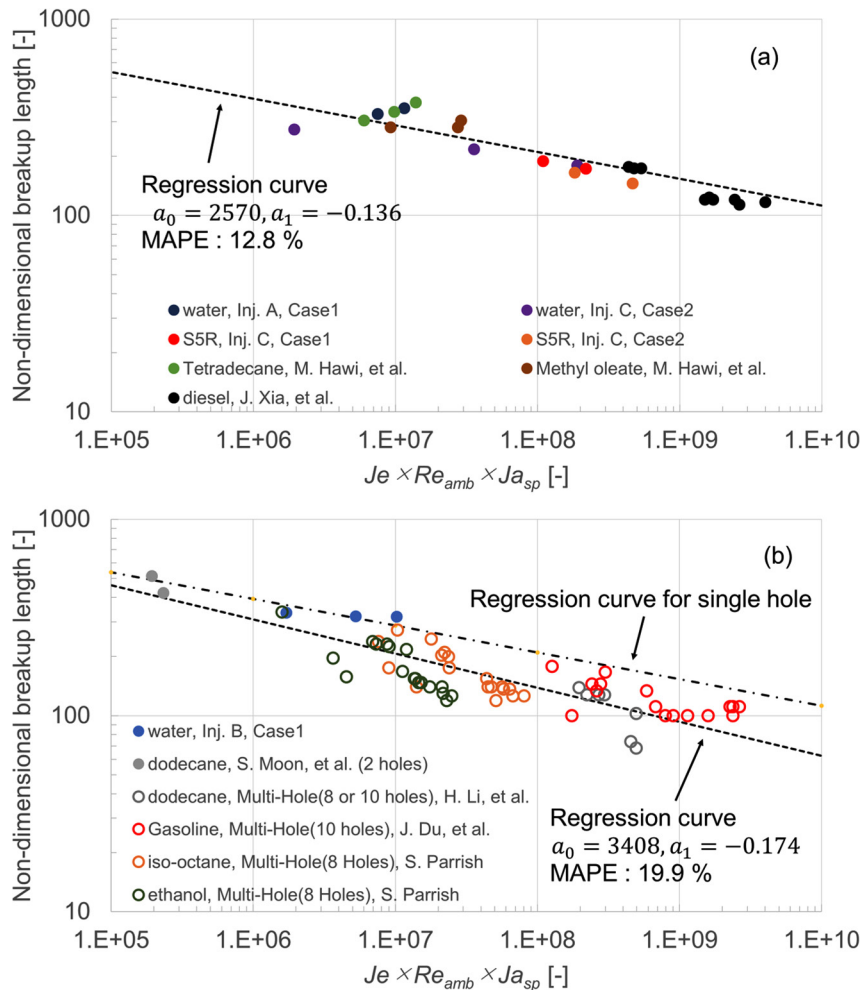 (a)
Non-dimensional breakup length [-]
1000
100
10
Regression curve
a₀ = 2570, a₁ = −0.136
MAPE : 12.8 %
water, Inj. A, Case1
water, Inj. C, Case2
S5R, Inj. C, Case1
S5R, Inj. C, Case2
Tetradecane, M. Hawi, et al.
Methyl oleate, M. Hawi, et al.
diesel, J. Xia, et al.
1.E+05 1.E+06 1.E+07 1.E+08 1.E+09 1.E+10
Je ×Re_amb ×Ja_sp [-]
(b)
Non-dimensional breakup length [-]
1000
100
10
Regression curve for single hole
water, Inj. B, Case1
dodecane, S. Moon, et al. (2 holes)
dodecane, Multi-Hole(8 or 10 holes), H. Li, et al.
Gasoline, Multi-Hole(10 holes), J. Du, et al.
iso-octane, Multi-Hole(8 Holes), S. Parrish
ethanol, Multi-Hole(8 Holes), S. Parrish
Regression curve
a₀ = 3408, a₁ = −0.174
MAPE : 19.9 %
1.E+05 1.E+06 1.E+07 1.E+08 1.E+09 1.E+10
Je ×Re_amb ×Ja_sp [-]